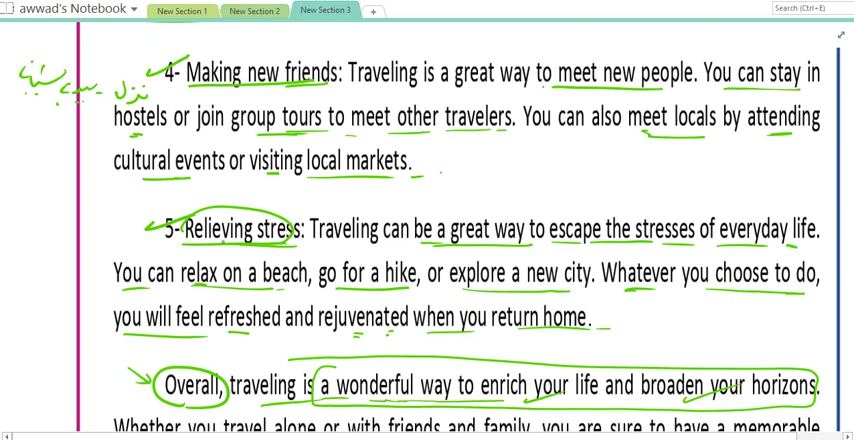 awwad's Notebook
New Section 1
New Section 2
New Section 3
+
Search (Ctrl+E)
4- Making new friends: Traveling is a great way to meet new people. You can stay in
نزل
hostels or join group tours to meet other travelers. You can also meet locals by attending
cultural events or visiting local markets.
5- Relieving stress: Traveling can be a great way to escape the stresses of everyday life.
You can relax on a beach, go for a hike, or explore a new city. Whatever you choose to do,
you will feel refreshed and rejuvenated when you return home.
Overall, traveling is a wonderful way to enrich your life and broaden your horizons.
Whether you travel alone or with friends and family, you are sure to have a memorable